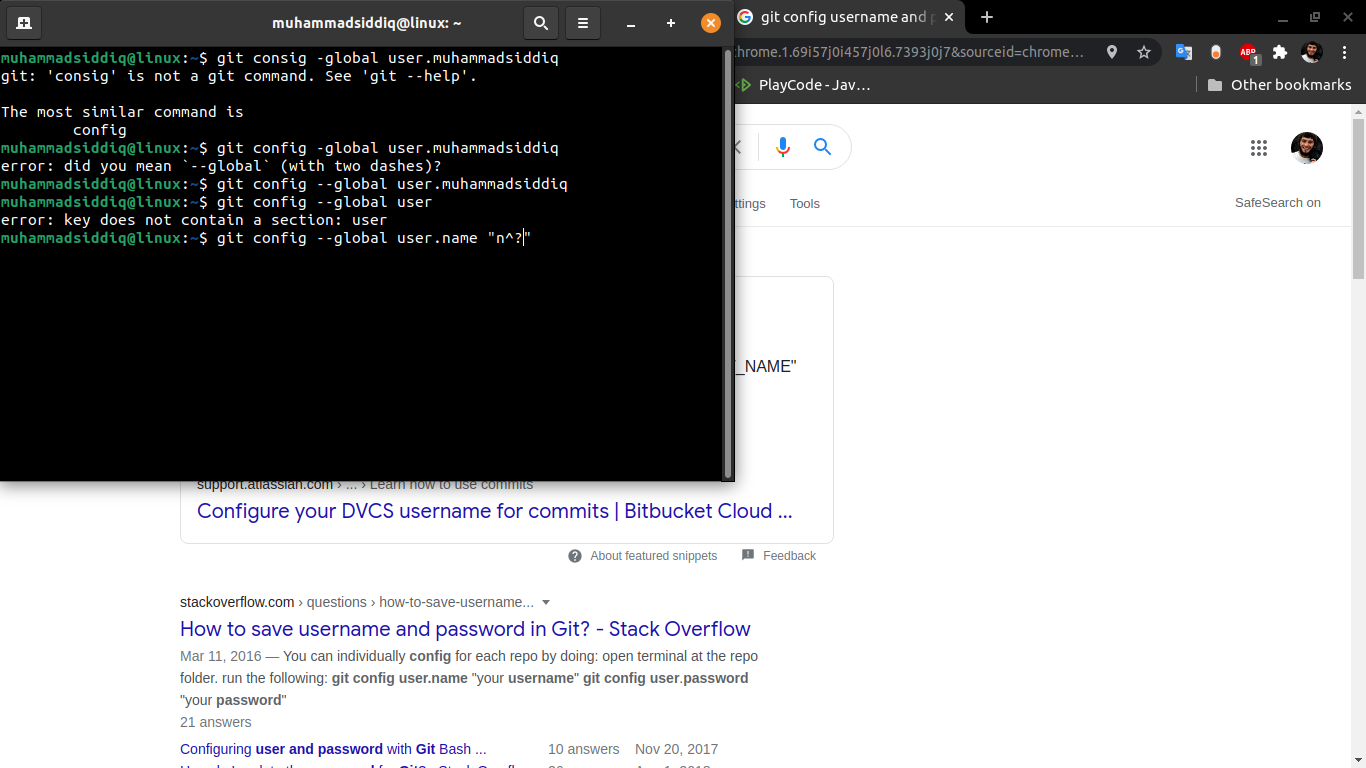 muhammadsiddiq@linux: ~
git config username and p
chrome.1.69i57j0i457j0l6.7393j0j7&sourceid=chrome…
ABP
1
PlayCode - Jav…
Other bookmarks
muhammadsiddiq@linux:~$ git consig -global user.muhammadsiddiq
git: 'consig' is not a git command. See 'git --help'.
The most similar command is
config
muhammadsiddiq@linux:~$ git config -global user.muhammadsiddiq
error: did you mean `--global` (with two dashes)?
muhammadsiddiq@linux:~$ git config --global user.muhammadsiddiq
muhammadsiddiq@linux:~$ git config --global user
error: key does not contain a section: user
muhammadsiddiq@linux:~$ git config --global user.name "n^?"
ttings
Tools
SafeSearch on
_NAME"
support.atlassian.com › ... › Learn how to use commits
Configure your DVCS username for commits | Bitbucket Cloud ...
About featured snippets
Feedback
stackoverflow.com › questions › how-to-save-username...
How to save username and password in Git? - Stack Overflow
Mar 11, 2016 — You can individually config for each repo by doing: open terminal at the repo
folder. run the following: git config user.name "your username" git config user.password
"your password"
21 answers
Configuring user and password with Git Bash ...
10 answers
Nov 20, 2017